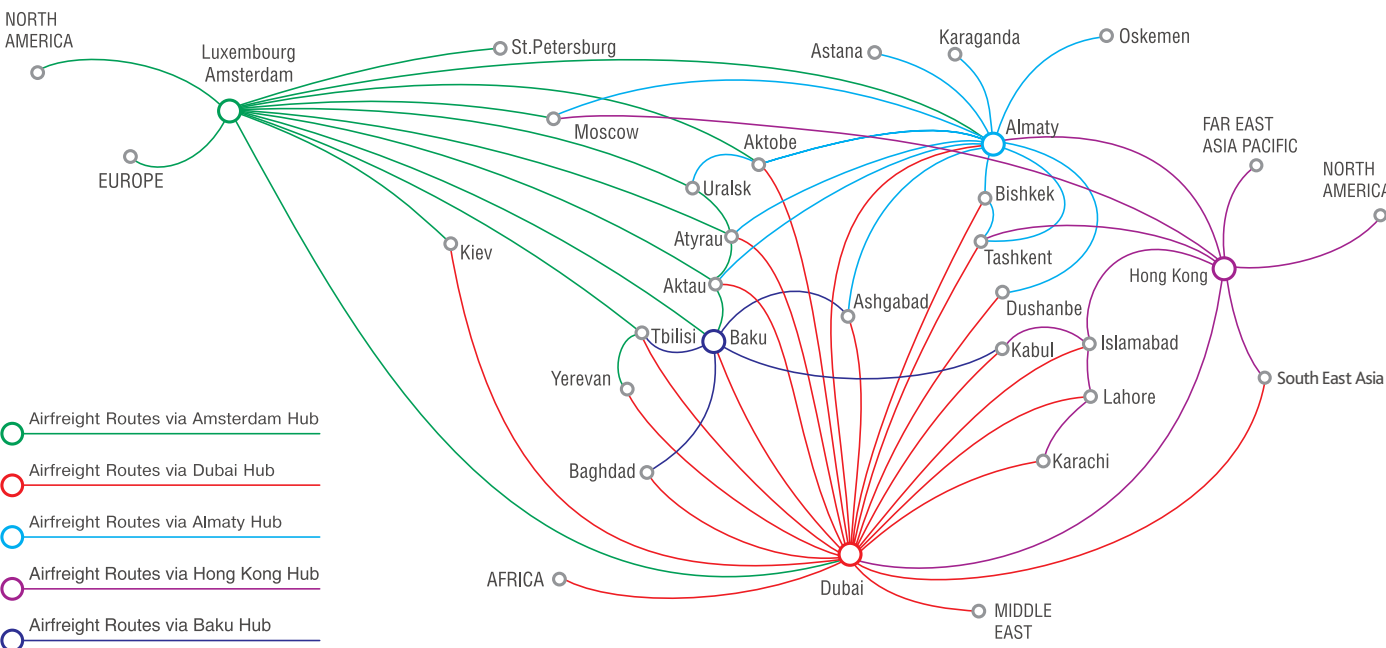 NORTH
AMERICA
Luxembourg
Amsterdam
St.Petersburg
Astana
Karaganda
Oskemen
EUROPE
Moscow
Aktobe
Almaty
FAR EAST
ASIA PACIFIC
NORTH
AMERICA
Uralsk
Bishkek
Kiev
Atyrau
Tashkent
Hong Kong
Aktau
Ashgabad
Dushanbe
Tbilisi
Baku
Kabul
Islamabad
Yerevan
South East Asia
Lahore
Airfreight Routes via Amsterdam Hub
Baghdad
Karachi
Airfreight Routes via Dubai Hub
Airfreight Routes via Almaty Hub
Airfreight Routes via Hong Kong Hub
AFRICA
Dubai
MIDDLE
EAST
Airfreight Routes via Baku Hub